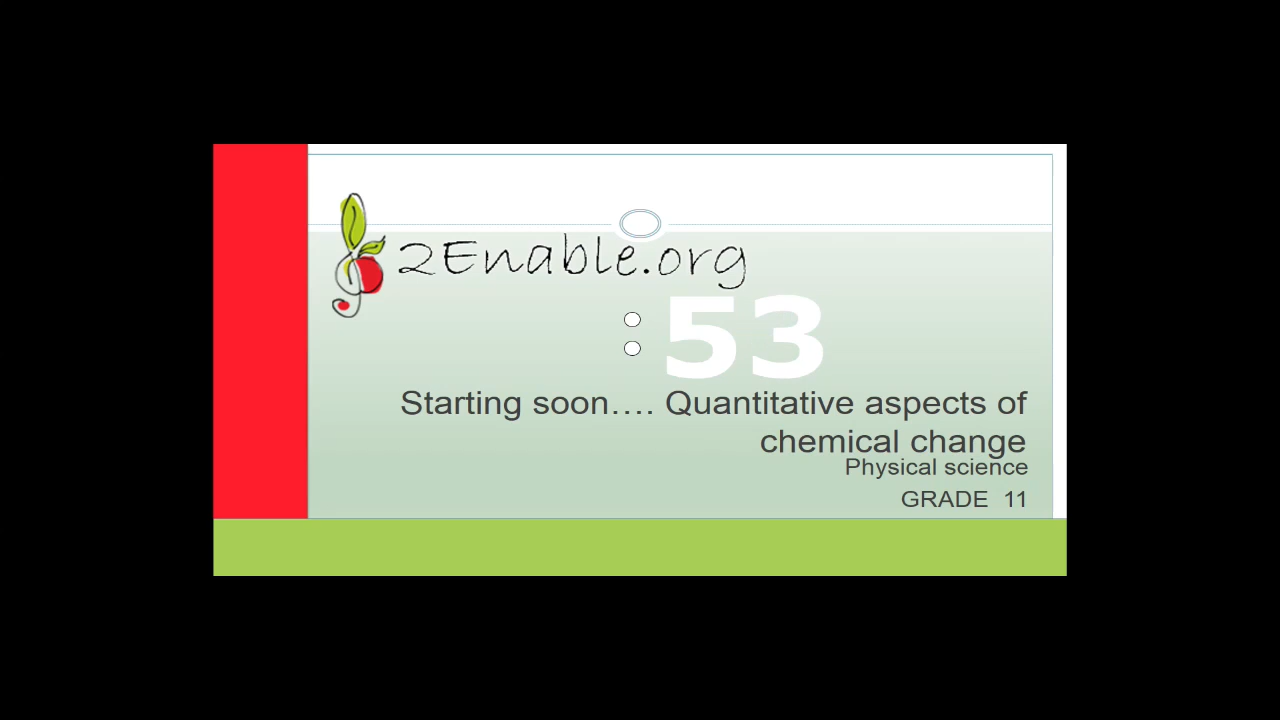 2Enable.org
:53
Starting soon…. Quantitative aspects of
chemical change
Physical science
GRADE 11